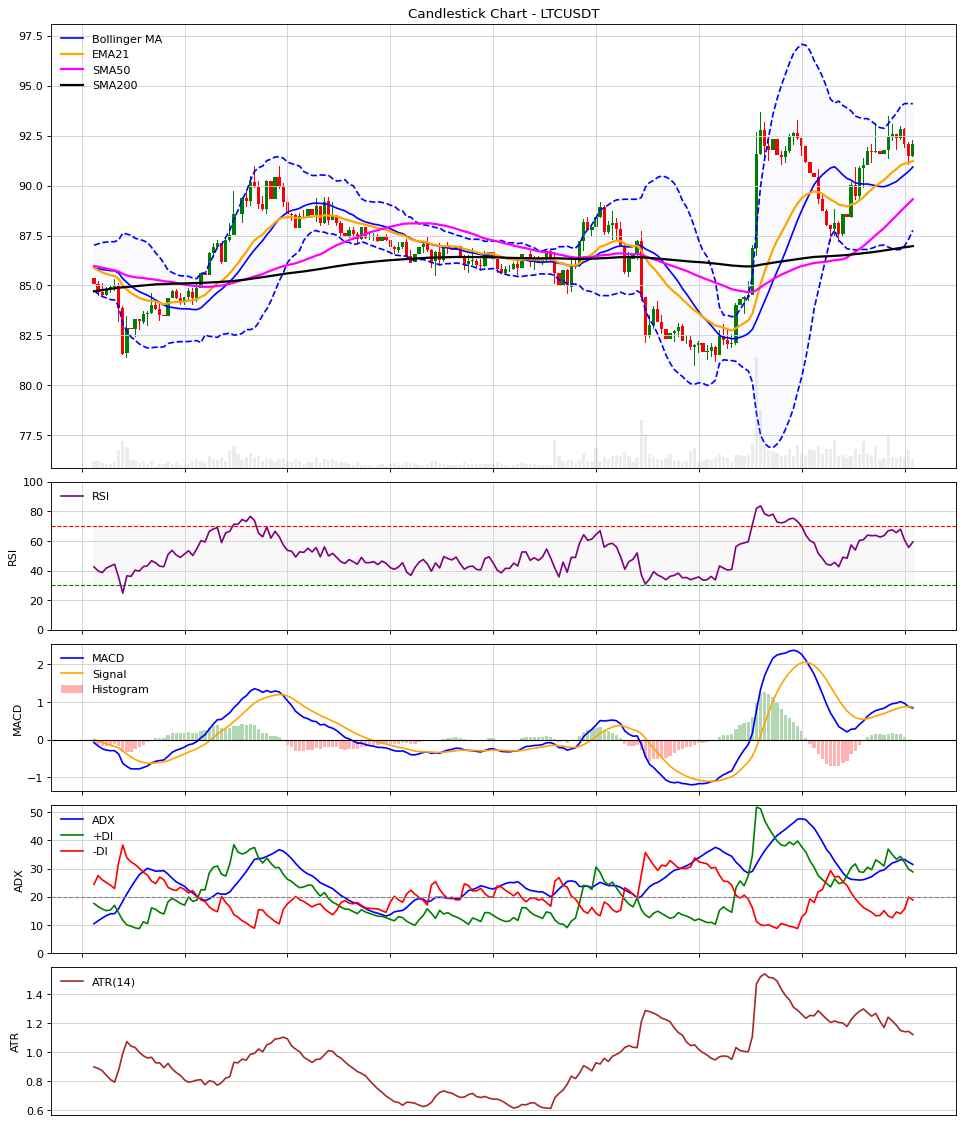 Candlestick Chart - LTCUSDT
Bollinger MA
EMA21
SMA50
SMA200
97.5
95.0
92.5
90.0
87.5
85.0
82.5
80.0
77.5
RSI
RSI
100
80
60
40
20
0
MACD
Signal
Histogram
MACD
2
1
0
−1
ADX
+DI
-DI
ADX
50
40
30
20
10
0
ATR(14)
ATR
1.4
1.2
1.0
0.8
0.6